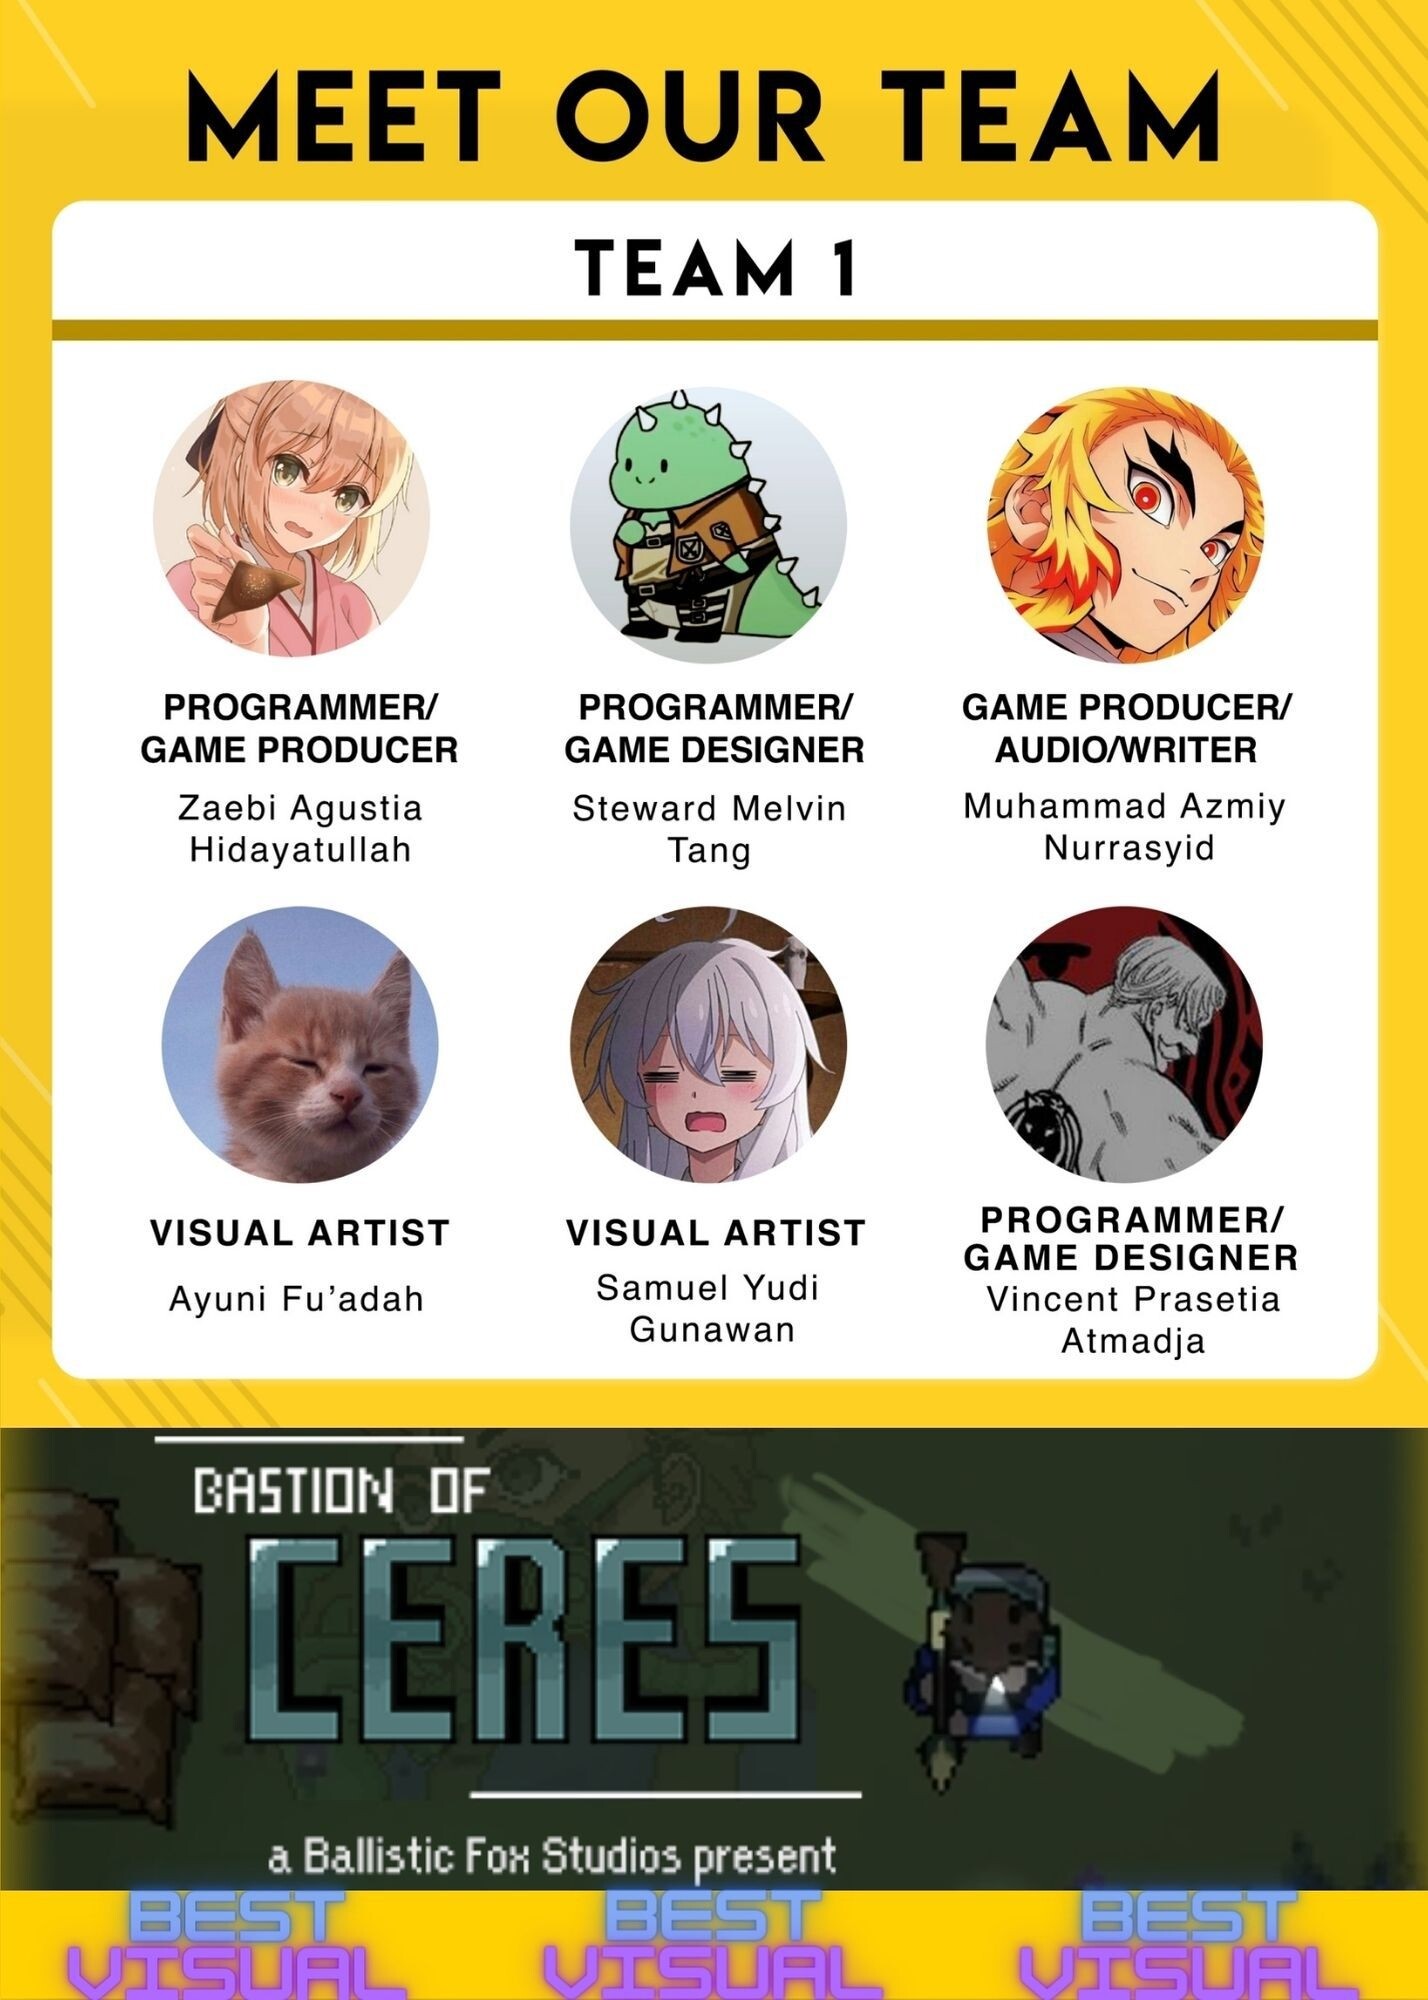 MEET OUR TEAM
TEAM 1
PROGRAMMER/
GAME PRODUCER
Zaebi Agustia
Hidayatullah
PROGRAMMER/
GAME DESIGNER
Steward Melvin
Tang
GAME PRODUCER/
AUDIO/WRITER
Muhammad Azmiy
Nurrasyid
VISUAL ARTIST
Ayuni Fu’adah
VISUAL ARTIST
Samuel Yudi
Gunawan
PROGRAMMER/
GAME DESIGNER
Vincent Prasetia
Atmadja
BASTION OF
CERES
a Ballistic Fox Studios present
BEST
VISUAL
BEST
VISUAL
BEST
VISUAL